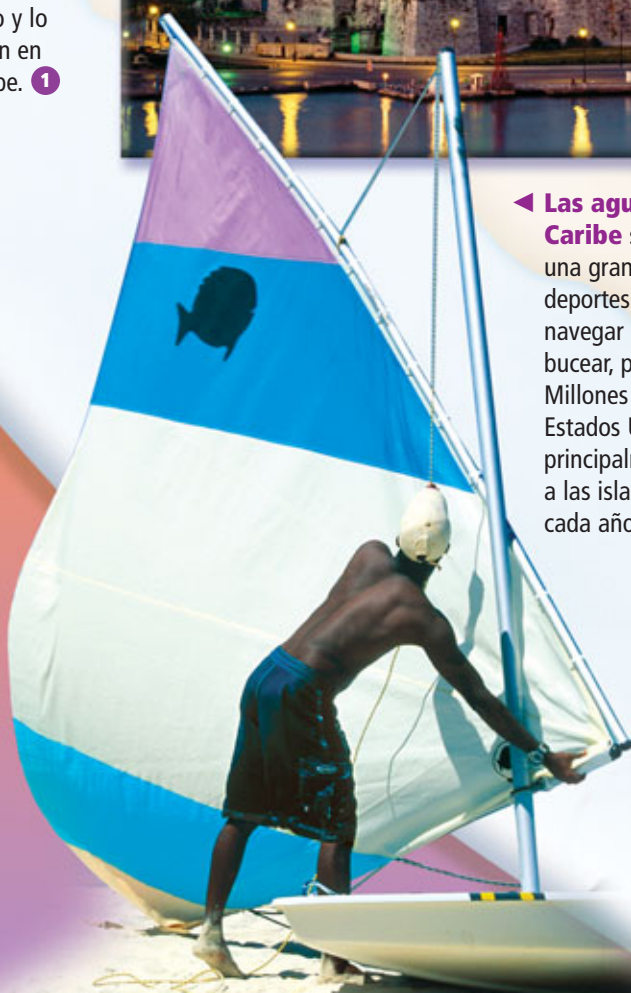 o y lo
n en
be. 1
Las agu
Caribe s
una gran
deportes
navegar
bucear, p
Millones
Estados U
principal
a las isla
cada año